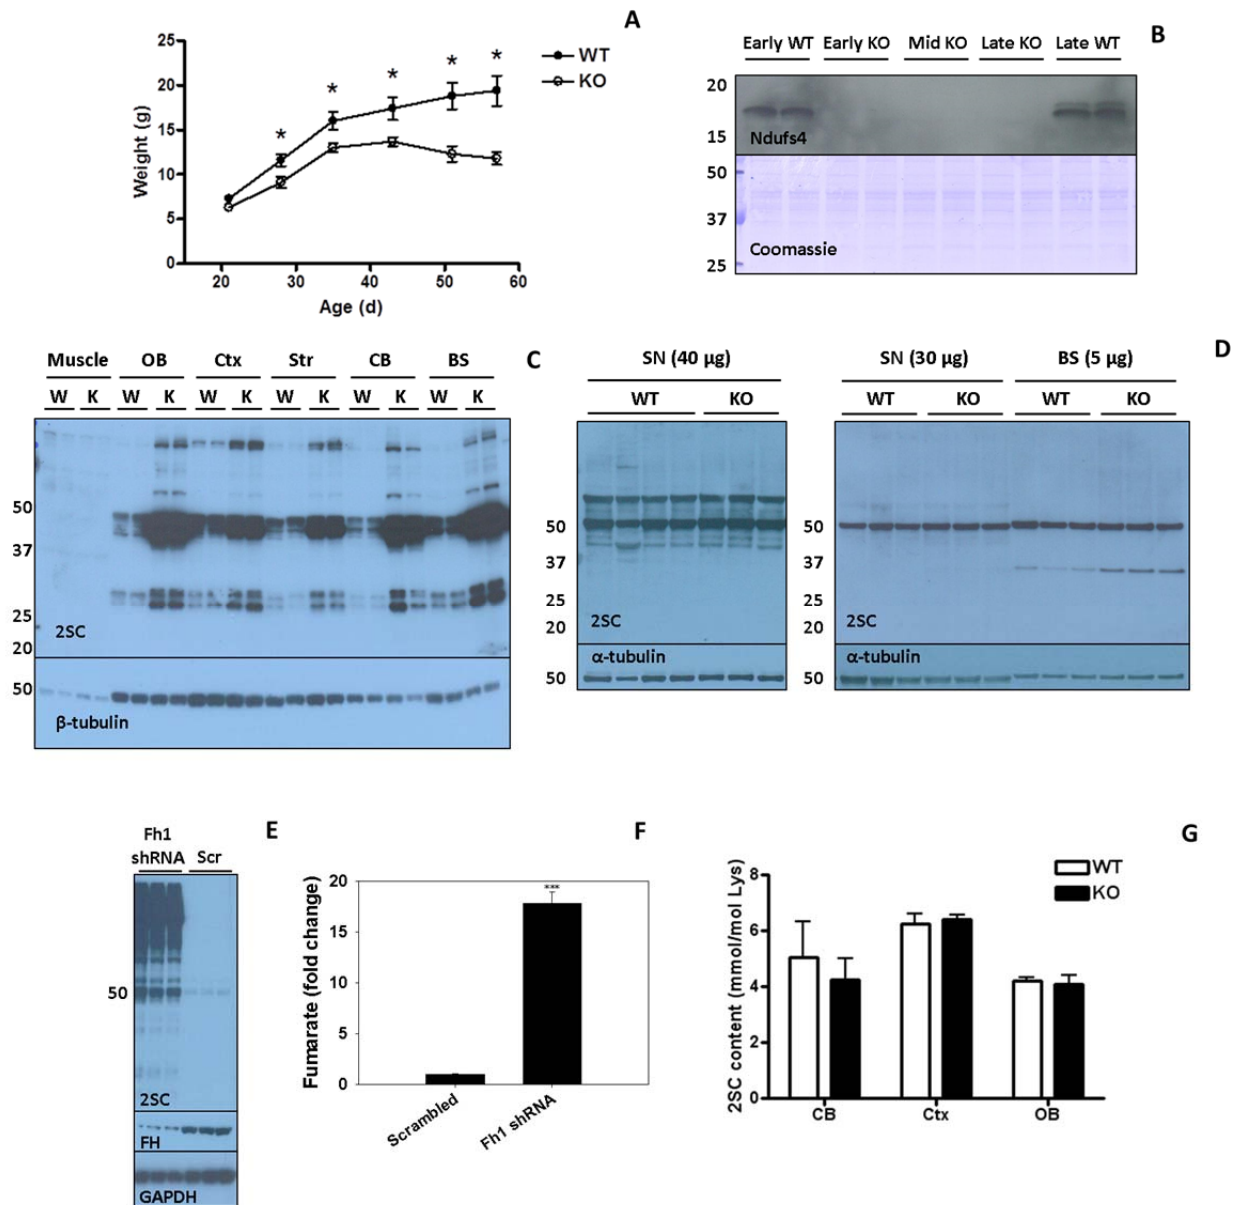 A
25
20
15
10
5
0
Weight (g)
* * * * *
WT
KO
20 30 40 50 60
Age (d)
B
Early WT Early KO Mid KO Late KO Late WT
20
15
Ndufs4
50
37
25
Coomassie
C
Muscle OB Ctx Str CB BS
W K W K W K W K W K W K
50
37
25
20
2SC
50
β-tubulin
D
SN (40 µg)
WT KO
50
37
25
20
2SC
α-tubulin
50
SN (30 µg) BS (5 µg)
WT KO WT KO
50
37
25
20
2SC
α-tubulin
50
E
Fh1
shRNA Scr
50
2SC
FH
GAPDH
F
20
15
10
5
0
Fumarate (fold change)
***
Scrambled
Fh1 shRNA
G
WT
KO
8
6
4
2
0
2SC content (mmol/mol Lys)
CB Ctx OB